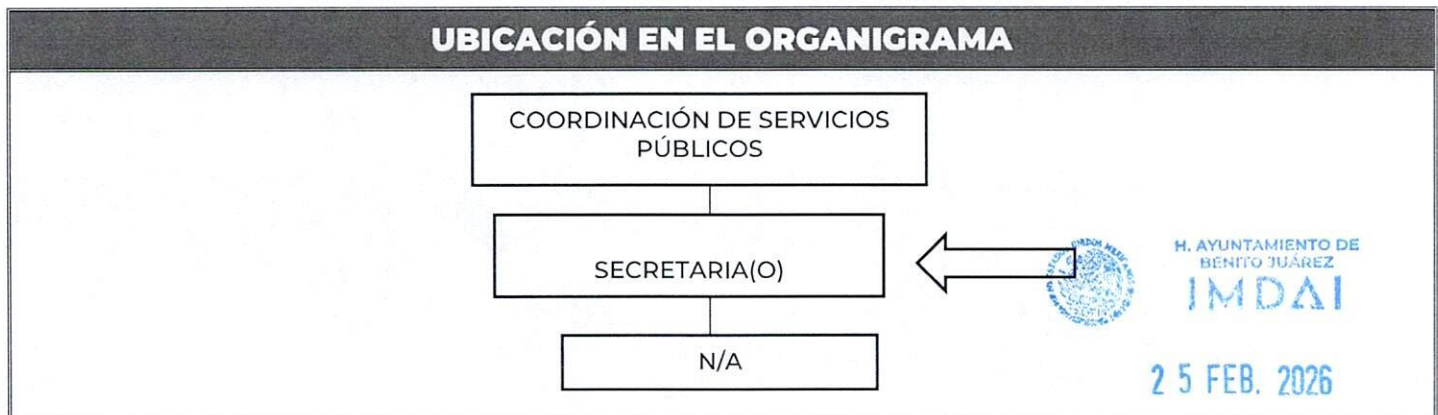 UBICACIÓN EN EL ORGANIGRAMA
COORDINACIÓN DE SERVICIOS
PÚBLICOS
SECRETARIA(O)
N/A
H. AYUNTAMIENTO DE
BENITO JUÁREZ
IMDAI
25 FEB. 2026